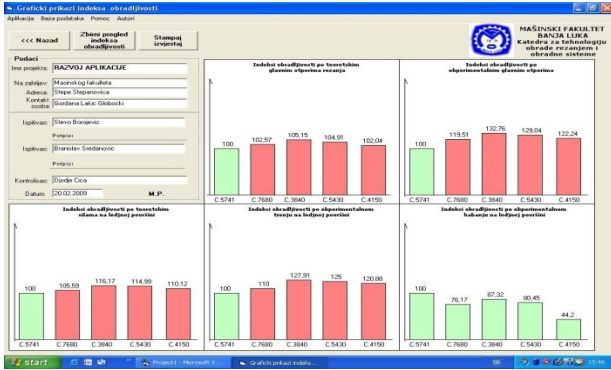 Graficki prikazi indeksa obradljivosti
Aplikacija Baza podataka Pomoc Autori
<<< Nazad
Zbirni pregled
indeksa
obradljivosti
Stampaj
izvjestaj
MAŠINSKI FAKULTET
BANJA LUKA
Katedra za tehnologiju
obrade rezanjem i
obradne sisteme
Podaci
Ime projekta: RAZVOJ APLIKACIJE
Na zahtijev: Masinskog fakulteta
Adresa: Stepe Stepanovica
Kontakt
osoba: Gordana Lakic Globocki
Ispitivao: Stevo Borojevic
Potpis:
Ispitivao: Branislav Sredanovic
Potpis:
Kontrolisao: Djodje Cica
Datum: 20.02.2009 M.P.
Indeksi obradljivosti po teoretskim
glavnim otporima rezanja
100 102,57 105,15 104,91 102,04
C.5741 C.7680 C.3840 C.5430 C.4150
Indeksi obradljivosti po
eksperimentalnim glavnim otporima
100 119,51 132,76 129,04 122,24
C.5741 C.7680 C.3840 C.5430 C.4150
Indeksi obradljivosti po teoretskim
silama na ledjnoj površini
100 105,59 116,17 114,99 110,12
C.5741 C.7680 C.3840 C.5430 C.4150
Indeksi obradljivosti po eksperimentalnom
trenju na ledjnoj površini
100 110 127,91 125 120,88
C.5741 C.7680 C.3840 C.5430 C.4150
Indeksi obradljivosti po eksperimentalnom
habanju na ledjnoj površini
100 76,17 87,32 80,45 44,2
C.5741 C.7680 C.3840 C.5430 C.4150
start
Project1 - Microsoft V...
Graficki prikazi indeks...
SR
18:46